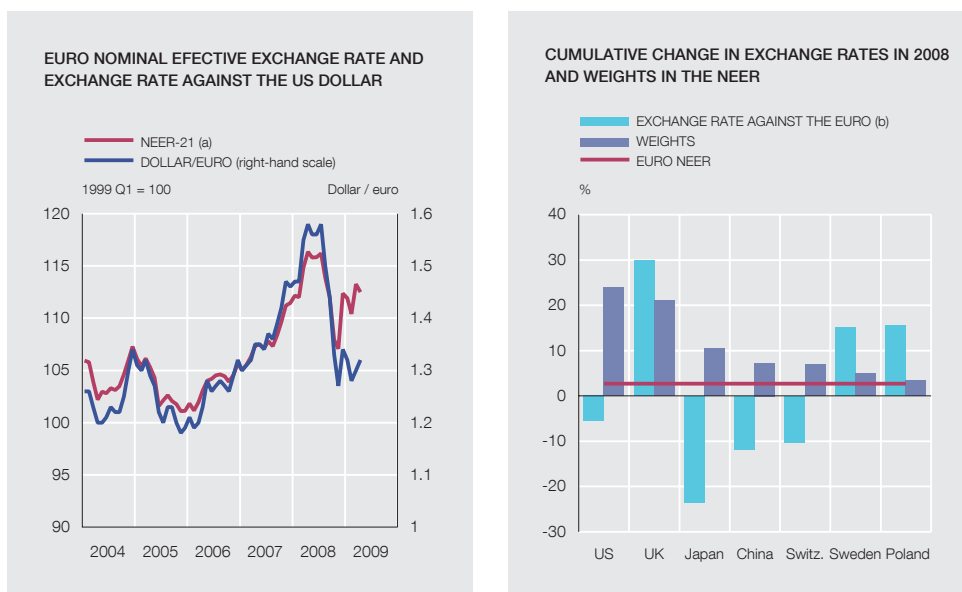 EURO NOMINAL EFECTIVE EXCHANGE RATE AND
EXCHANGE RATE AGAINST THE US DOLLAR
NEER-21 (a)
DOLLAR/EURO (right-hand scale)
1999 Q1 = 100
Dollar / euro
120
115
110
105
100
95
90
1.6
1.5
1.4
1.3
1.2
1.1
1
2004 2005 2006 2007 2008 2009
CUMULATIVE CHANGE IN EXCHANGE RATES IN 2008
AND WEIGHTS IN THE NEER
EXCHANGE RATE AGAINST THE EURO (b)
WEIGHTS
EURO NEER
%
40
30
20
10
0
-10
-20
-30
US UK Japan China Switz. Sweden Poland